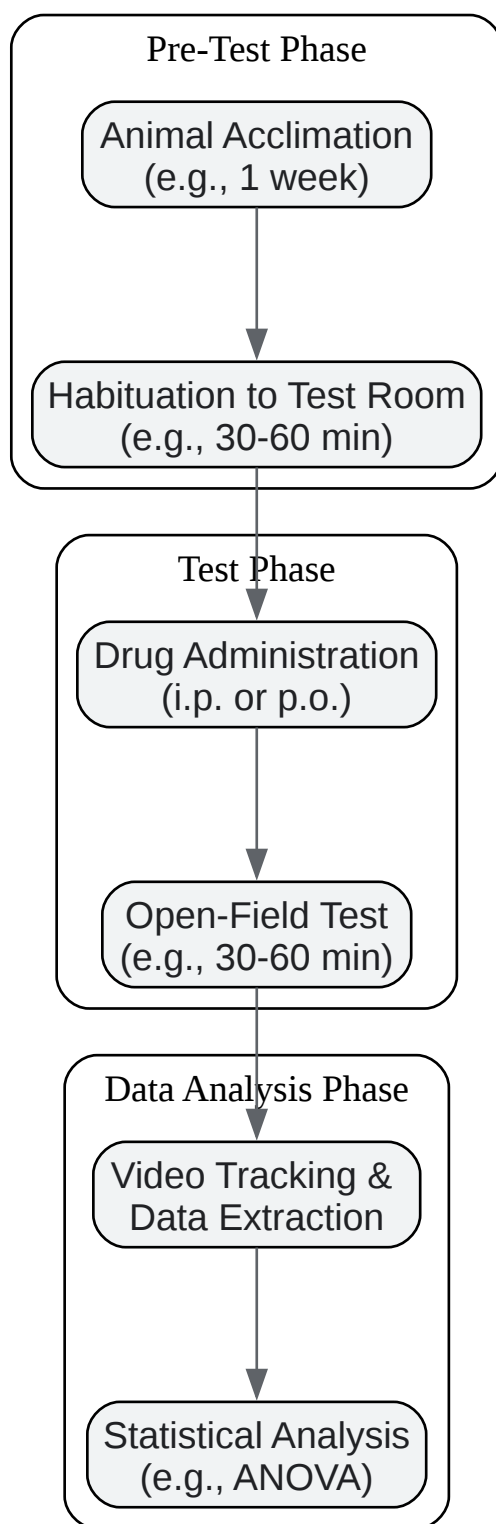 Pre-Test Phase
Animal Acclimation
(e.g., 1 week)
Habituation to Test Room
(e.g., 30-60 min)
Test Phase
Drug Administration
(i.p. or p.o.)
Open-Field Test
(e.g., 30-60 min)
Data Analysis Phase
Video Tracking &
Data Extraction
Statistical Analysis
(e.g., ANOVA)